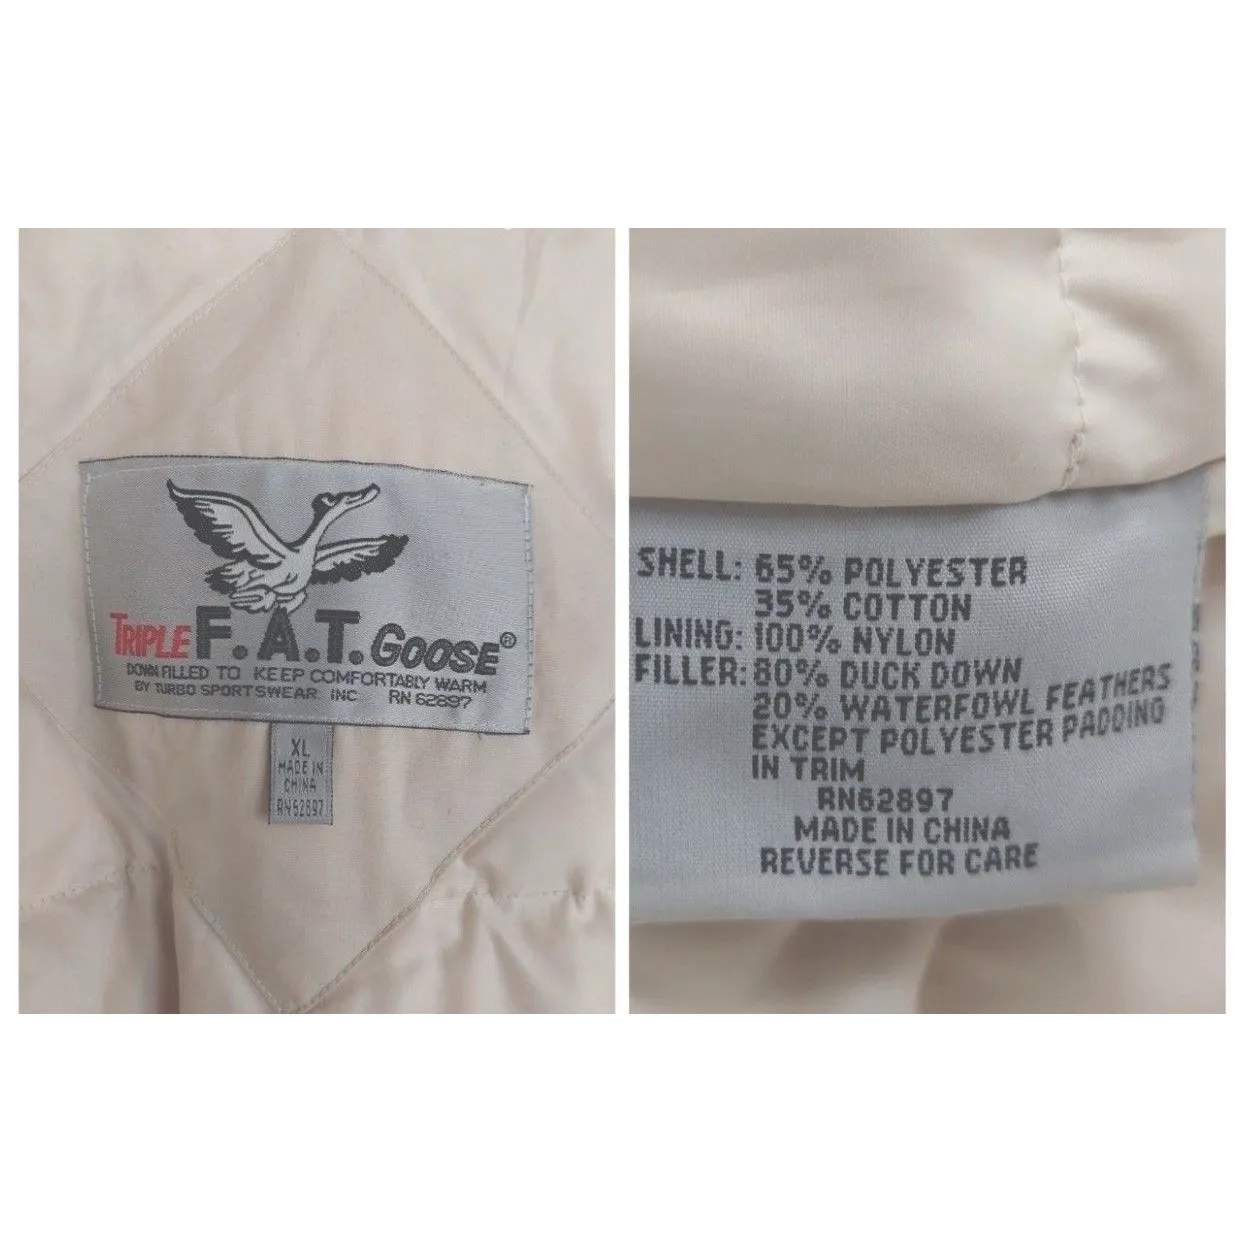 TRIPLE F.A.T. GOOSE®
DOWN FILLED TO KEEP COMFORTABLY WARM
BY TURBO SPORTSWEAR INC RN 62897
XL
MADE IN
CHINA
RN62897
SHELL: 65% POLYESTER
35% COTTON
LINING: 100% NYLON
FILLER: 80% DUCK DOWN
20% WATERFOWL FEATHERS
EXCEPT POLYESTER PADDING
IN TRIM
RN62897
MADE IN CHINA
REVERSE FOR CARE